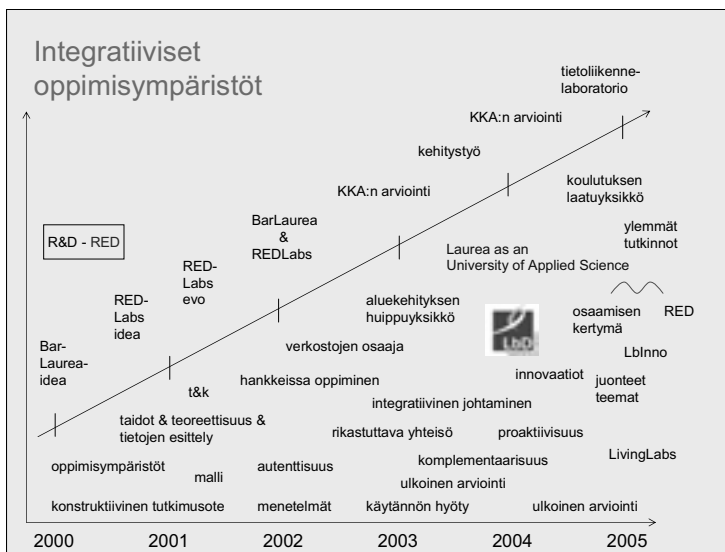 Integratiiviset
oppimisympäristöt
tietoliikenne-
laboratorio
KKA:n arviointi
kehitystyö
KKA:n arviointi
koulutuksen
laatuyksikkö
BarLaurea
&
REDLabs
ylemmät
tutkinnot
R&D - RED
Laurea as an
University of Applied Science
RED-
Labs
evo
RED-
Labs
idea
aluekehityksen
huippuyksikkö
osaamisen
kertymä
RED
LbD
Bar-
Laurea-
idea
verkostojen osaaja
LbInno
hankkeissa oppiminen
innovaatiot
juonteet
teemat
t&k
integratiivinen johtaminen
taidot & teoreettisuus &
tietojen esittely
rikastuttava yhteisö
proaktiivisuus
LivingLabs
oppimisympäristöt
malli
autenttisuus
komplementaarisuus
ulkoinen arviointi
konstruktiivinen tutkimusote
menetelmät
käytännön hyöty
ulkoinen arviointi
2000
2001
2002
2003
2004
2005